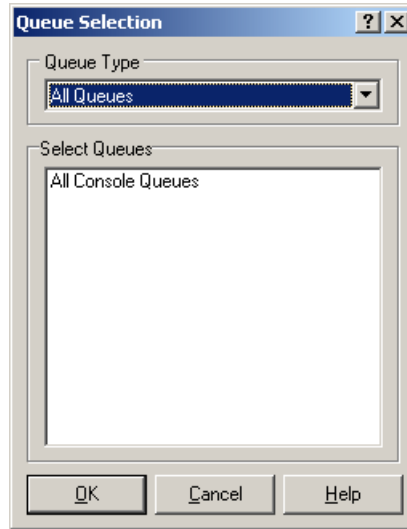 Queue Selection
Queue Type
All Queues
Select Queues
All Console Queues
OK Cancel Help